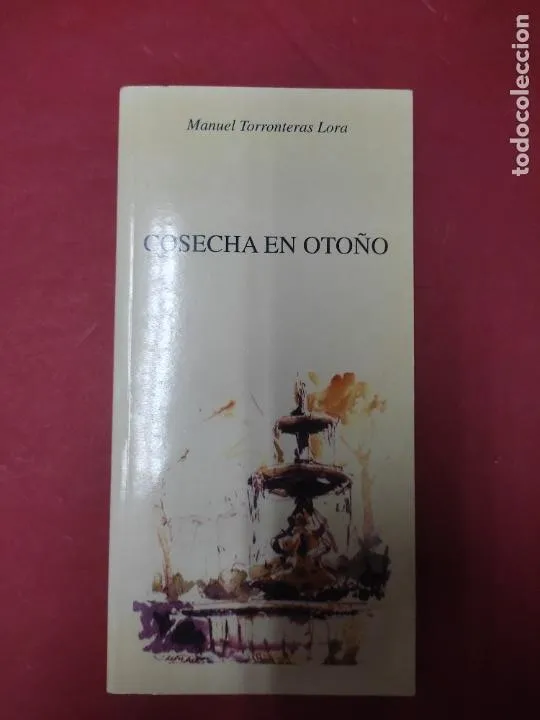 Manuel Torronteras Lora
COSECHA EN OTOÑO
todocoleccion